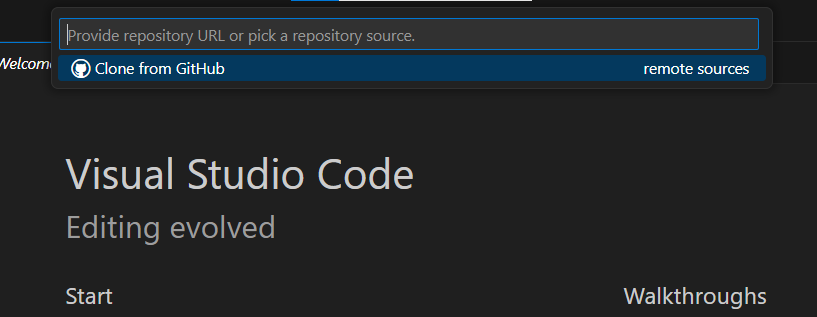 Provide repository URL or pick a repository source.
Clone from GitHub remote sources
Welcome
Visual Studio Code
Editing evolved
Start Walkthroughs